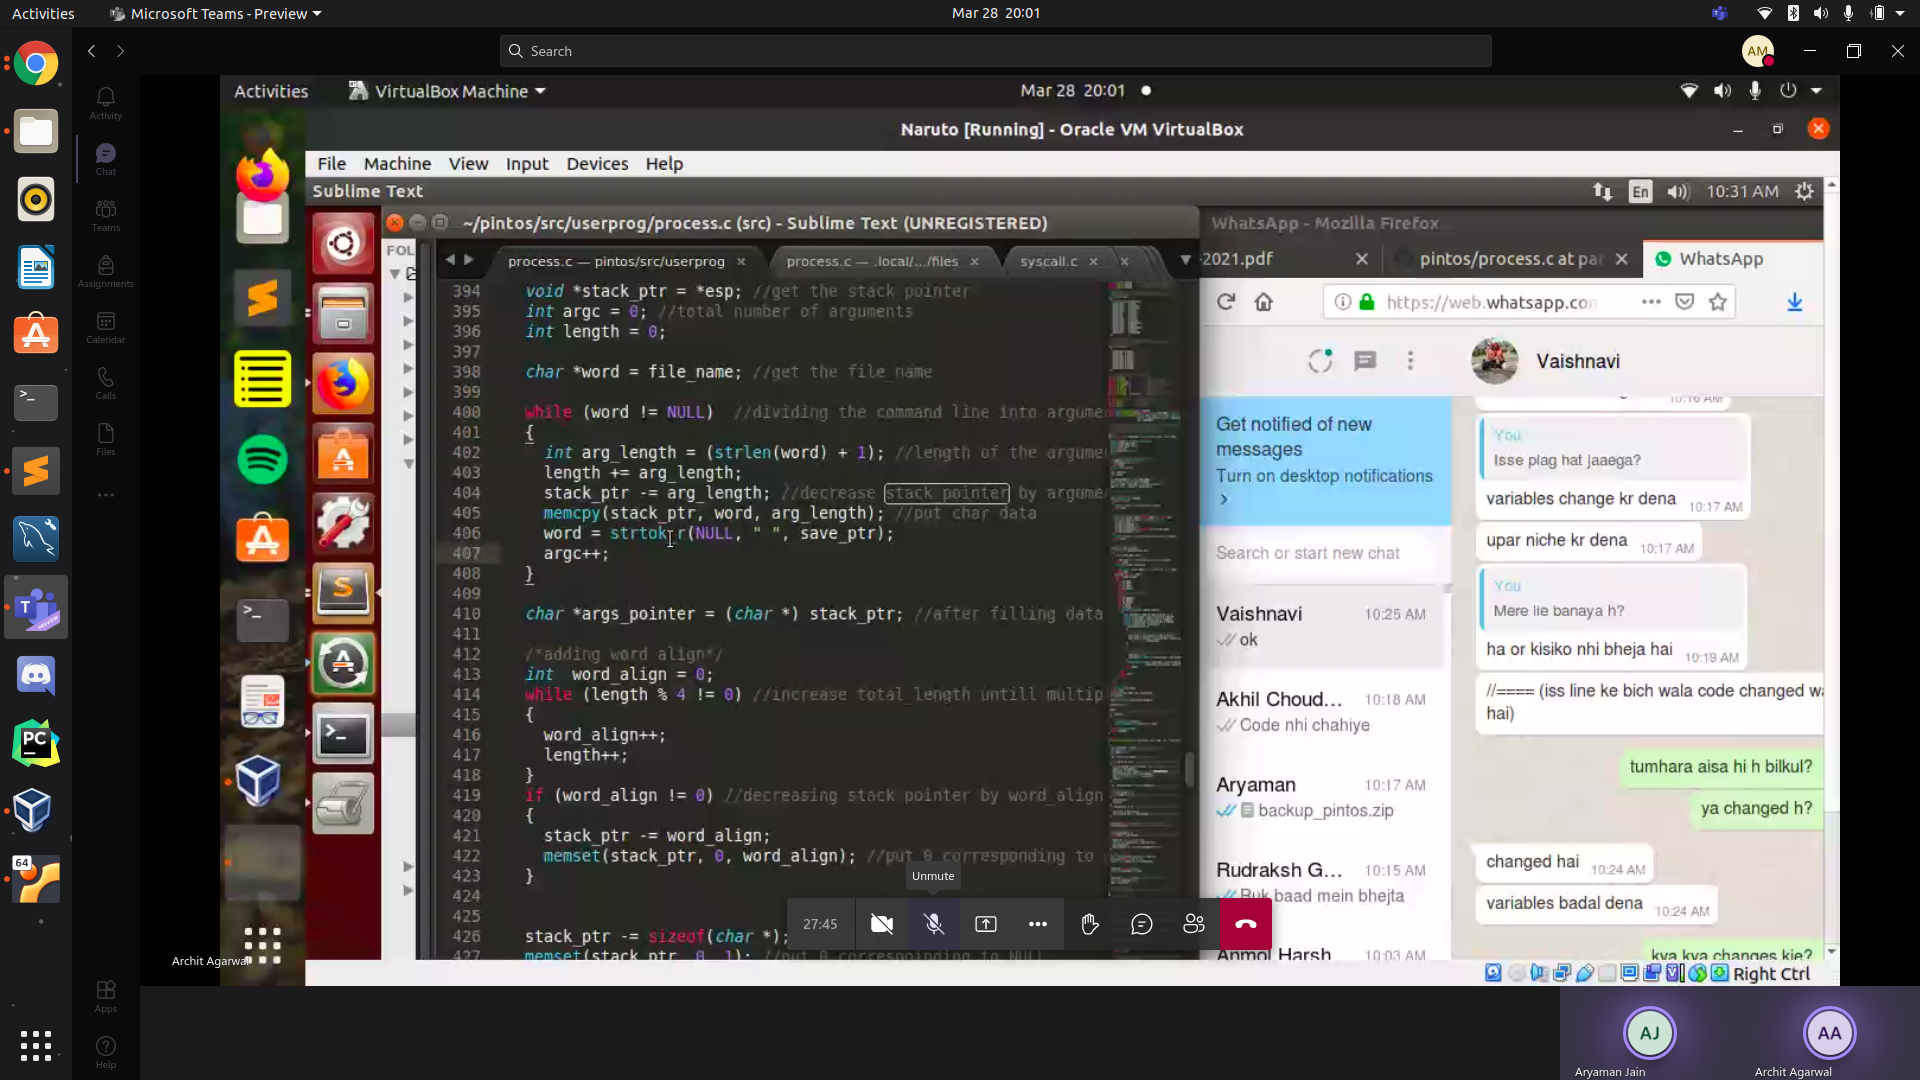 Activities
Microsoft Teams - Preview
Mar 28 20:01
Search
AM
Activity
Chat
Teams
Assignments
Calendar
Calls
Files
Apps
Help
Activities
VirtualBox Machine
Mar 28 20:01
Naruto [Running] - Oracle VM VirtualBox
File Machine View Input Devices Help
Sublime Text
En
10:31 AM
~/pintos/src/userprog/process.c (src) - Sublime Text (UNREGISTERED)
FOL
process.c — pintos/src/userprog
process.c — .local/.../files
syscall.c
394 void *stack_ptr = *esp; //get the stack pointer
395 int argc = 0; //total number of arguments
396 int length = 0;
397
398 char *word = file_name; //get the file_name
399
400 while (word != NULL) //dividing the command line into argume
401 {
402 int arg_length = (strlen(word) + 1); //length of the argume
403 length += arg_length;
404 stack_ptr -= arg_length; //decrease stack pointer by argume
405 memcpy(stack_ptr, word, arg_length); //put char data
406 word = strtok_r(NULL, " ", save_ptr);
407 argc++;
408 }
409
410 char *args_pointer = (char *) stack_ptr; //after filling data
411
412 /*adding word align*/
413 int word_align = 0;
414 while (length % 4 != 0) //increase total_length untill multip
415 {
416 word_align++;
417 length++;
418 }
419 if (word_align != 0) //decreasing stack pointer by word_align
420 {
421 stack_ptr -= word_align;
422 memset(stack_ptr, 0, word_align); //put 0 corresponding to
423 }
424
425
426 stack_ptr -= sizeof(char *);
427 memset(stack_ptr, 0, 1); //put 0 corresponding to NULL
WhatsApp - Mozilla Firefox
-2021.pdf
pintos/process.c at par
WhatsApp
https://web.whatsapp.con
Vaishnavi
Get notified of new
messages
Turn on desktop notifications
Search or start new chat
Vaishnavi 10:25 AM
ok
Akhil Choud... 10:18 AM
Code nhi chahiye
Aryaman 10:17 AM
backup_pintos.zip
Rudraksh G... 10:15 AM
Ruk baad mein bhejta
Anmol Harsh 10:03 AM
10:16 AM
You
Isse plag hat jaaega?
variables change kr dena 10:17 AM
upar niche kr dena 10:17 AM
You
Mere lie banaya h?
ha or kisiko nhi bheja hai 10:19 AM
//==== (iss line ke bich wala code changed wa
hai)
tumhara aisa hi h bilkul?
ya changed h?
changed hai 10:24 AM
variables badal dena 10:24 AM
kya kya changes kie?
Unmute
27:45
Archit Agarwal
Right Ctrl
64
PC
AJ
Aryaman Jain
AA
Archit Agarwal